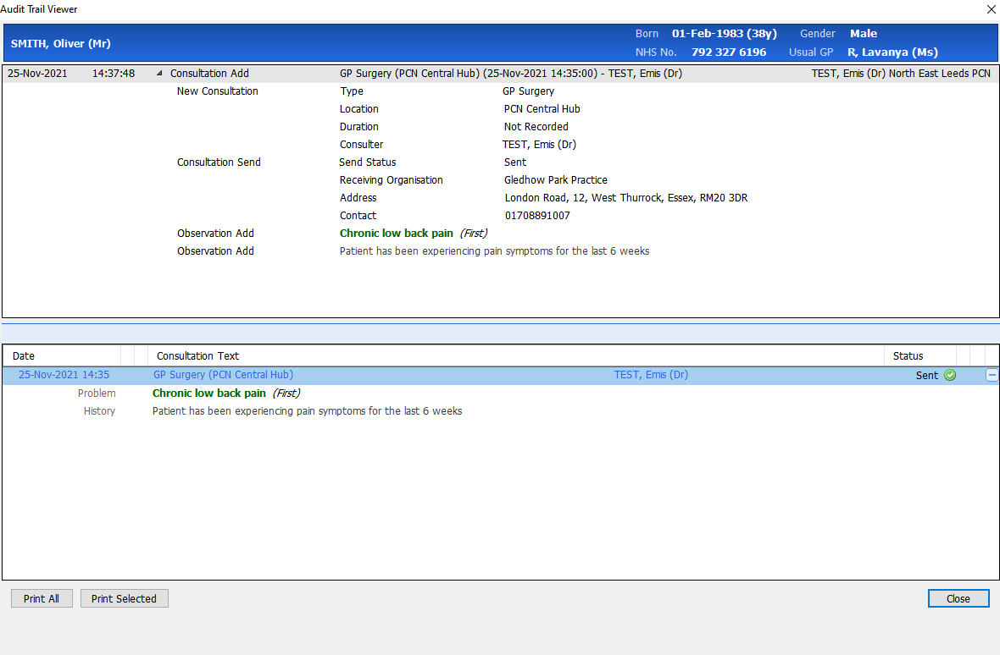 Audit Trail Viewer
SMITH, Oliver (Mr) Born 01-Feb-1983 (38y) Gender Male
NHS No. 792 327 6196 Usual GP R, Lavanya (Ms)
25-Nov-2021 14:37:48 Consultation Add GP Surgery (PCN Central Hub) (25-Nov-2021 14:35:00) - TEST, Emis (Dr) TEST, Emis (Dr) North East Leeds PCN
New Consultation Type GP Surgery
Location PCN Central Hub
Duration Not Recorded
Consulter TEST, Emis (Dr)
Consultation Send Send Status Sent
Receiving Organisation Gledhow Park Practice
Address London Road, 12, West Thurrock, Essex, RM20 3DR
Contact 01708891007
Observation Add Chronic low back pain (First)
Observation Add Patient has been experiencing pain symptoms for the last 6 weeks
Date Consultation Text Status
25-Nov-2021 14:35 GP Surgery (PCN Central Hub) TEST, Emis (Dr) Sent
Problem Chronic low back pain (First)
History Patient has been experiencing pain symptoms for the last 6 weeks
Print All Print Selected Close